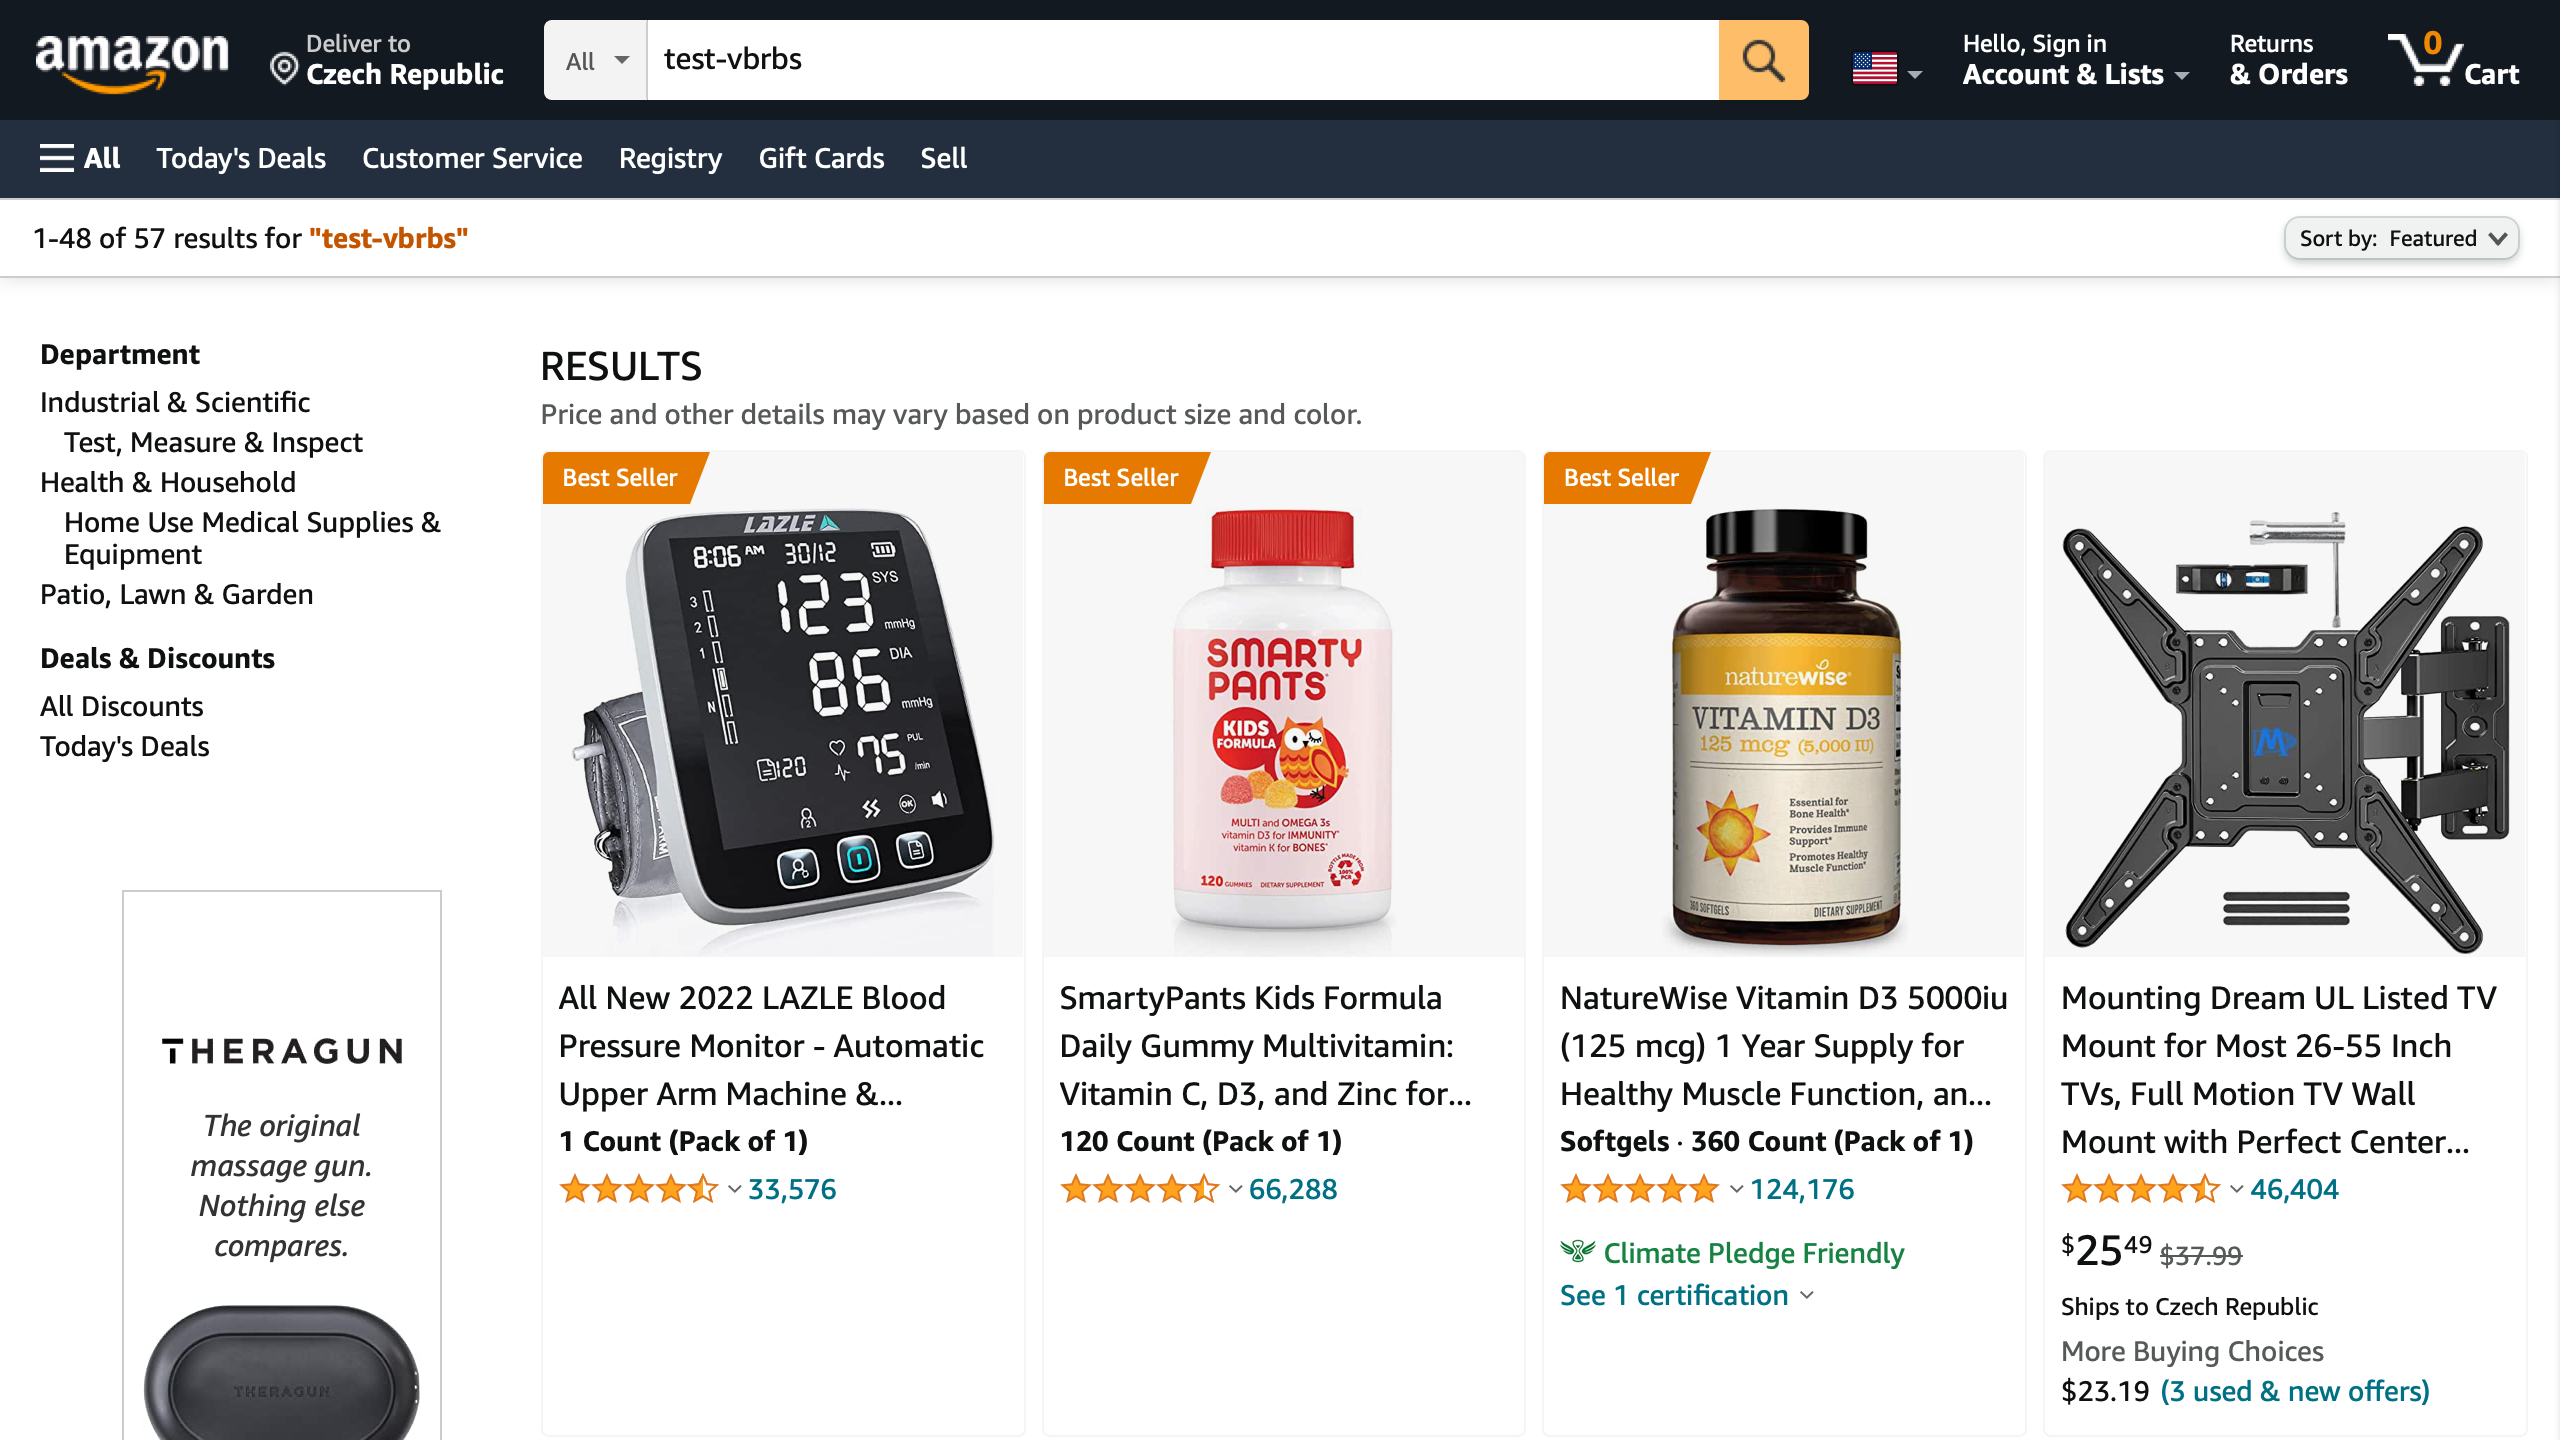 amazon
Deliver to
Czech Republic
All
test-vbrbs
Hello, Sign in
Account & Lists
Returns
& Orders
0
Cart
All
Today's Deals
Customer Service
Registry
Gift Cards
Sell
1-48 of 57 results for "test-vbrbs"
Sort by: Featured
Department
Industrial & Scientific
Test, Measure & Inspect
Health & Household
Home Use Medical Supplies &
Equipment
Patio, Lawn & Garden
Deals & Discounts
All Discounts
Today's Deals
THERAGUN
The original
massage gun.
Nothing else
compares.
THERAGUN
RESULTS
Price and other details may vary based on product size and color.
Best Seller
LAZLE
8:06 AM 30/12
123 SYS
mmHg
3
2
1
86 DIA
mmHg
N
75 PUL
/min
120
2
OK
All New 2022 LAZLE Blood
Pressure Monitor - Automatic
Upper Arm Machine &...
1 Count (Pack of 1)
33,576
Best Seller
SMARTY
PANTS
KIDS
FORMULA
MULTI and OMEGA 3s
vitamin D3 for IMMUNITY*
vitamin K for BONES*
120 GUMMIES DIETARY SUPPLEMENT
BOTTLE MADE FROM
100%
PCR
SmartyPants Kids Formula
Daily Gummy Multivitamin:
Vitamin C, D3, and Zinc for...
120 Count (Pack of 1)
66,288
Best Seller
naturewise
VITAMIN D3
125 mcg (5,000 IU)
Essential for
Bone Health*
Provides Immune
Support*
Promotes Healthy
Muscle Function*
360 SOFTGELS DIETARY SUPPLEMENT
NatureWise Vitamin D3 5000iu
(125 mcg) 1 Year Supply for
Healthy Muscle Function, an...
Softgels · 360 Count (Pack of 1)
124,176
Climate Pledge Friendly
See 1 certification
Mounting Dream UL Listed TV
Mount for Most 26-55 Inch
TVs, Full Motion TV Wall
Mount with Perfect Center...
46,404
$25 49 $37.99
Ships to Czech Republic
More Buying Choices
$23.19 (3 used & new offers)